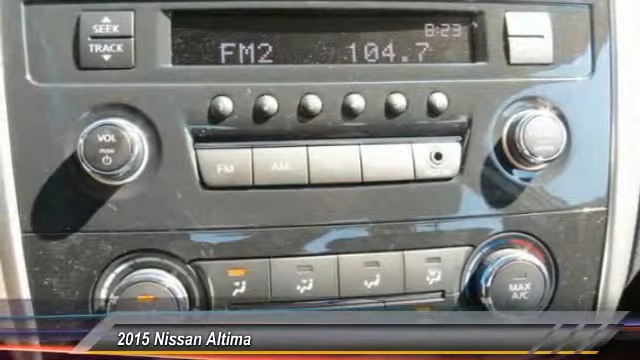 SEEK
TRACK
8:23
FM2 104.7
VOL
PUSH
FM AM
MAX
A/C
2015 Nissan Altima